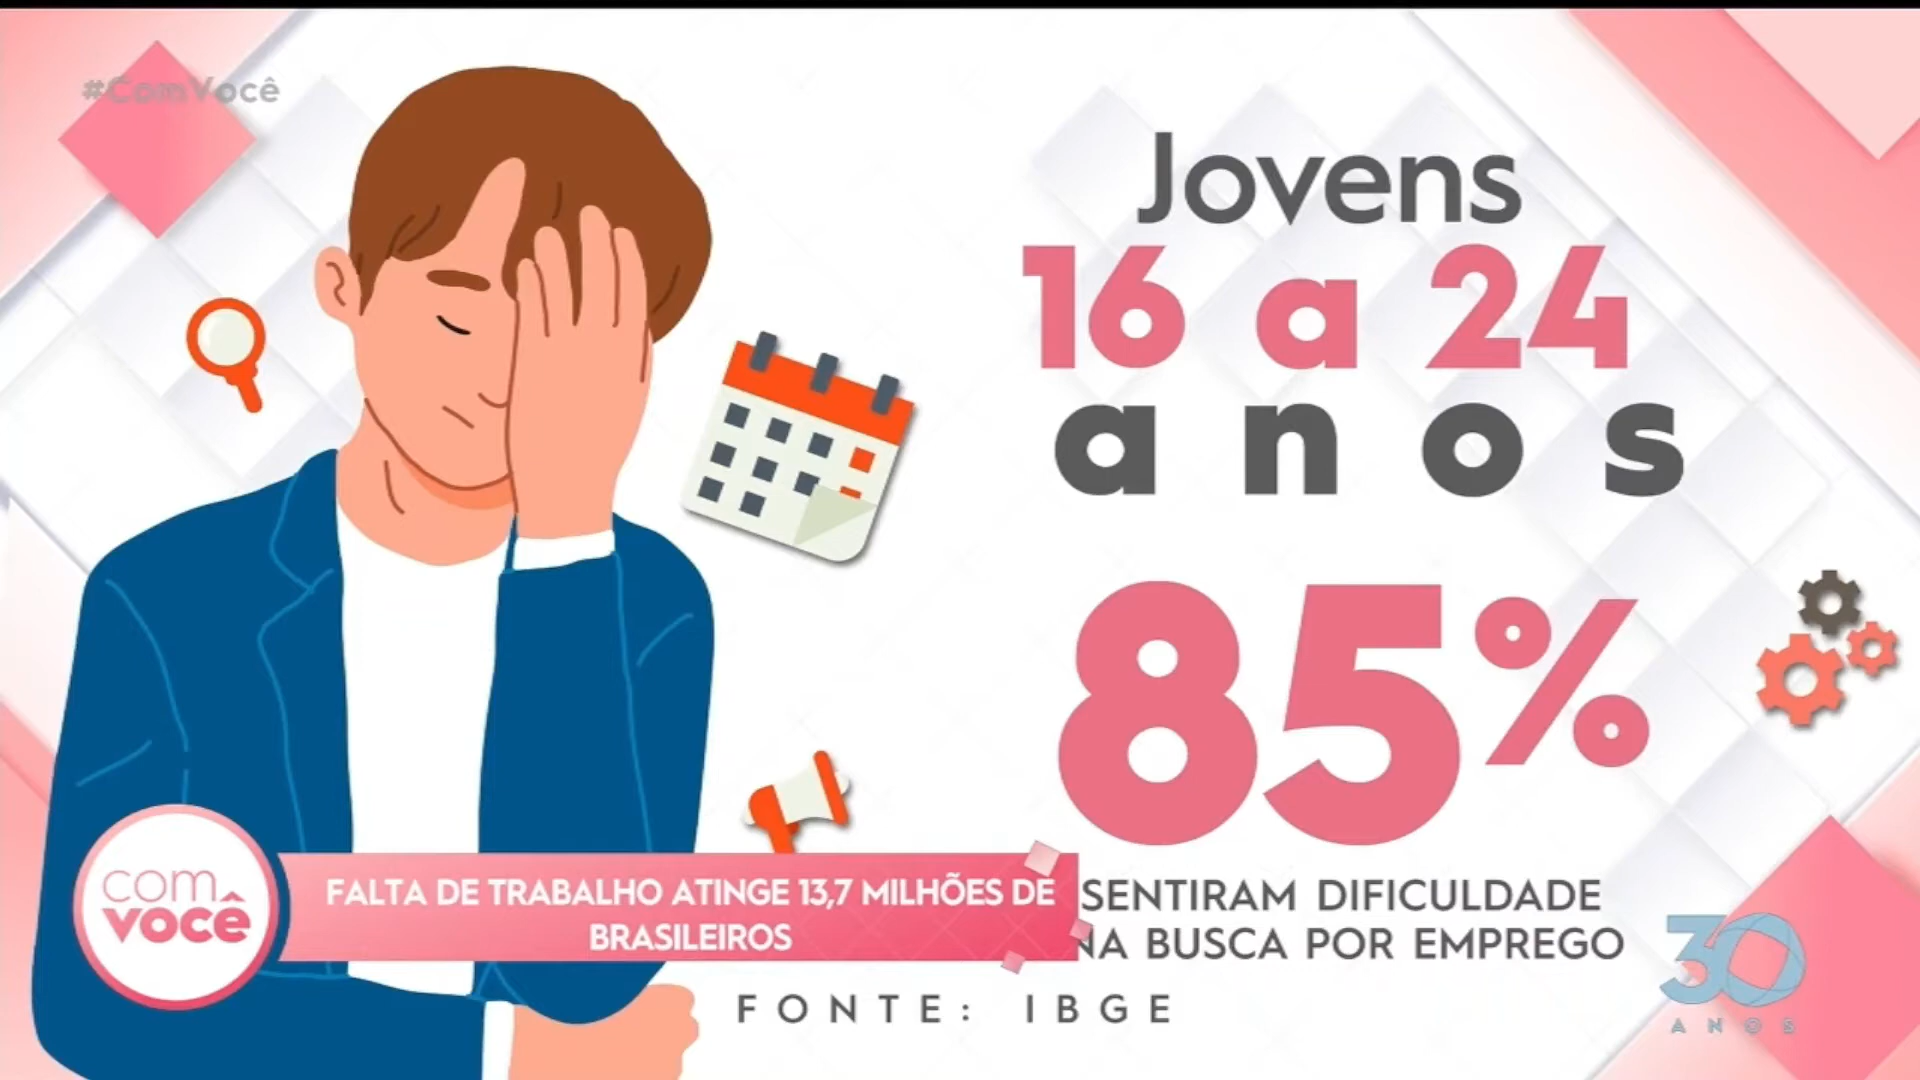 #ComVocê
Jovens
16 a 24
anos
85%
SENTIRAM DIFICULDADE
NA BUSCA POR EMPREGO
FALTA DE TRABALHO ATINGE 13,7 MILHÕES DE
BRASILEIROS
com
você
FONTE: IBGE
30
ANOS